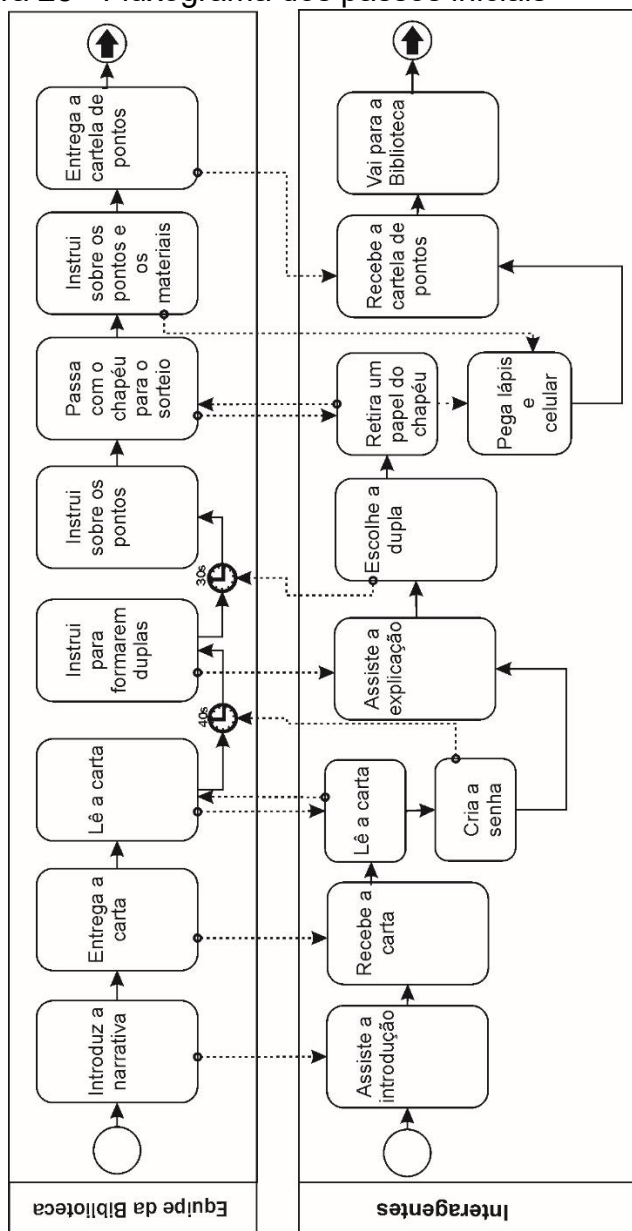 Fluxograma dos passos iniciais
Equipe da Biblioteca
Introduz a
narrativa
Entrega a
carta
Lê a carta
40s
Instrui
para
formarem
duplas
30s
Instrui
sobre os
pontos
Passa
com o
chapéu
para o
sorteio
Instrui
sobre os
pontos e
os
materiais
Entrega a
cartela de
pontos
Interagentes
Assiste a
introdução
Recebe a
carta
Lê a carta
Cria a
senha
Assiste a
explicação
Escolhe a
dupla
Retira um
papel do
chapéu
Pega lápis
e
celular
Recebe a
cartela de
pontos
Vai para a
Biblioteca